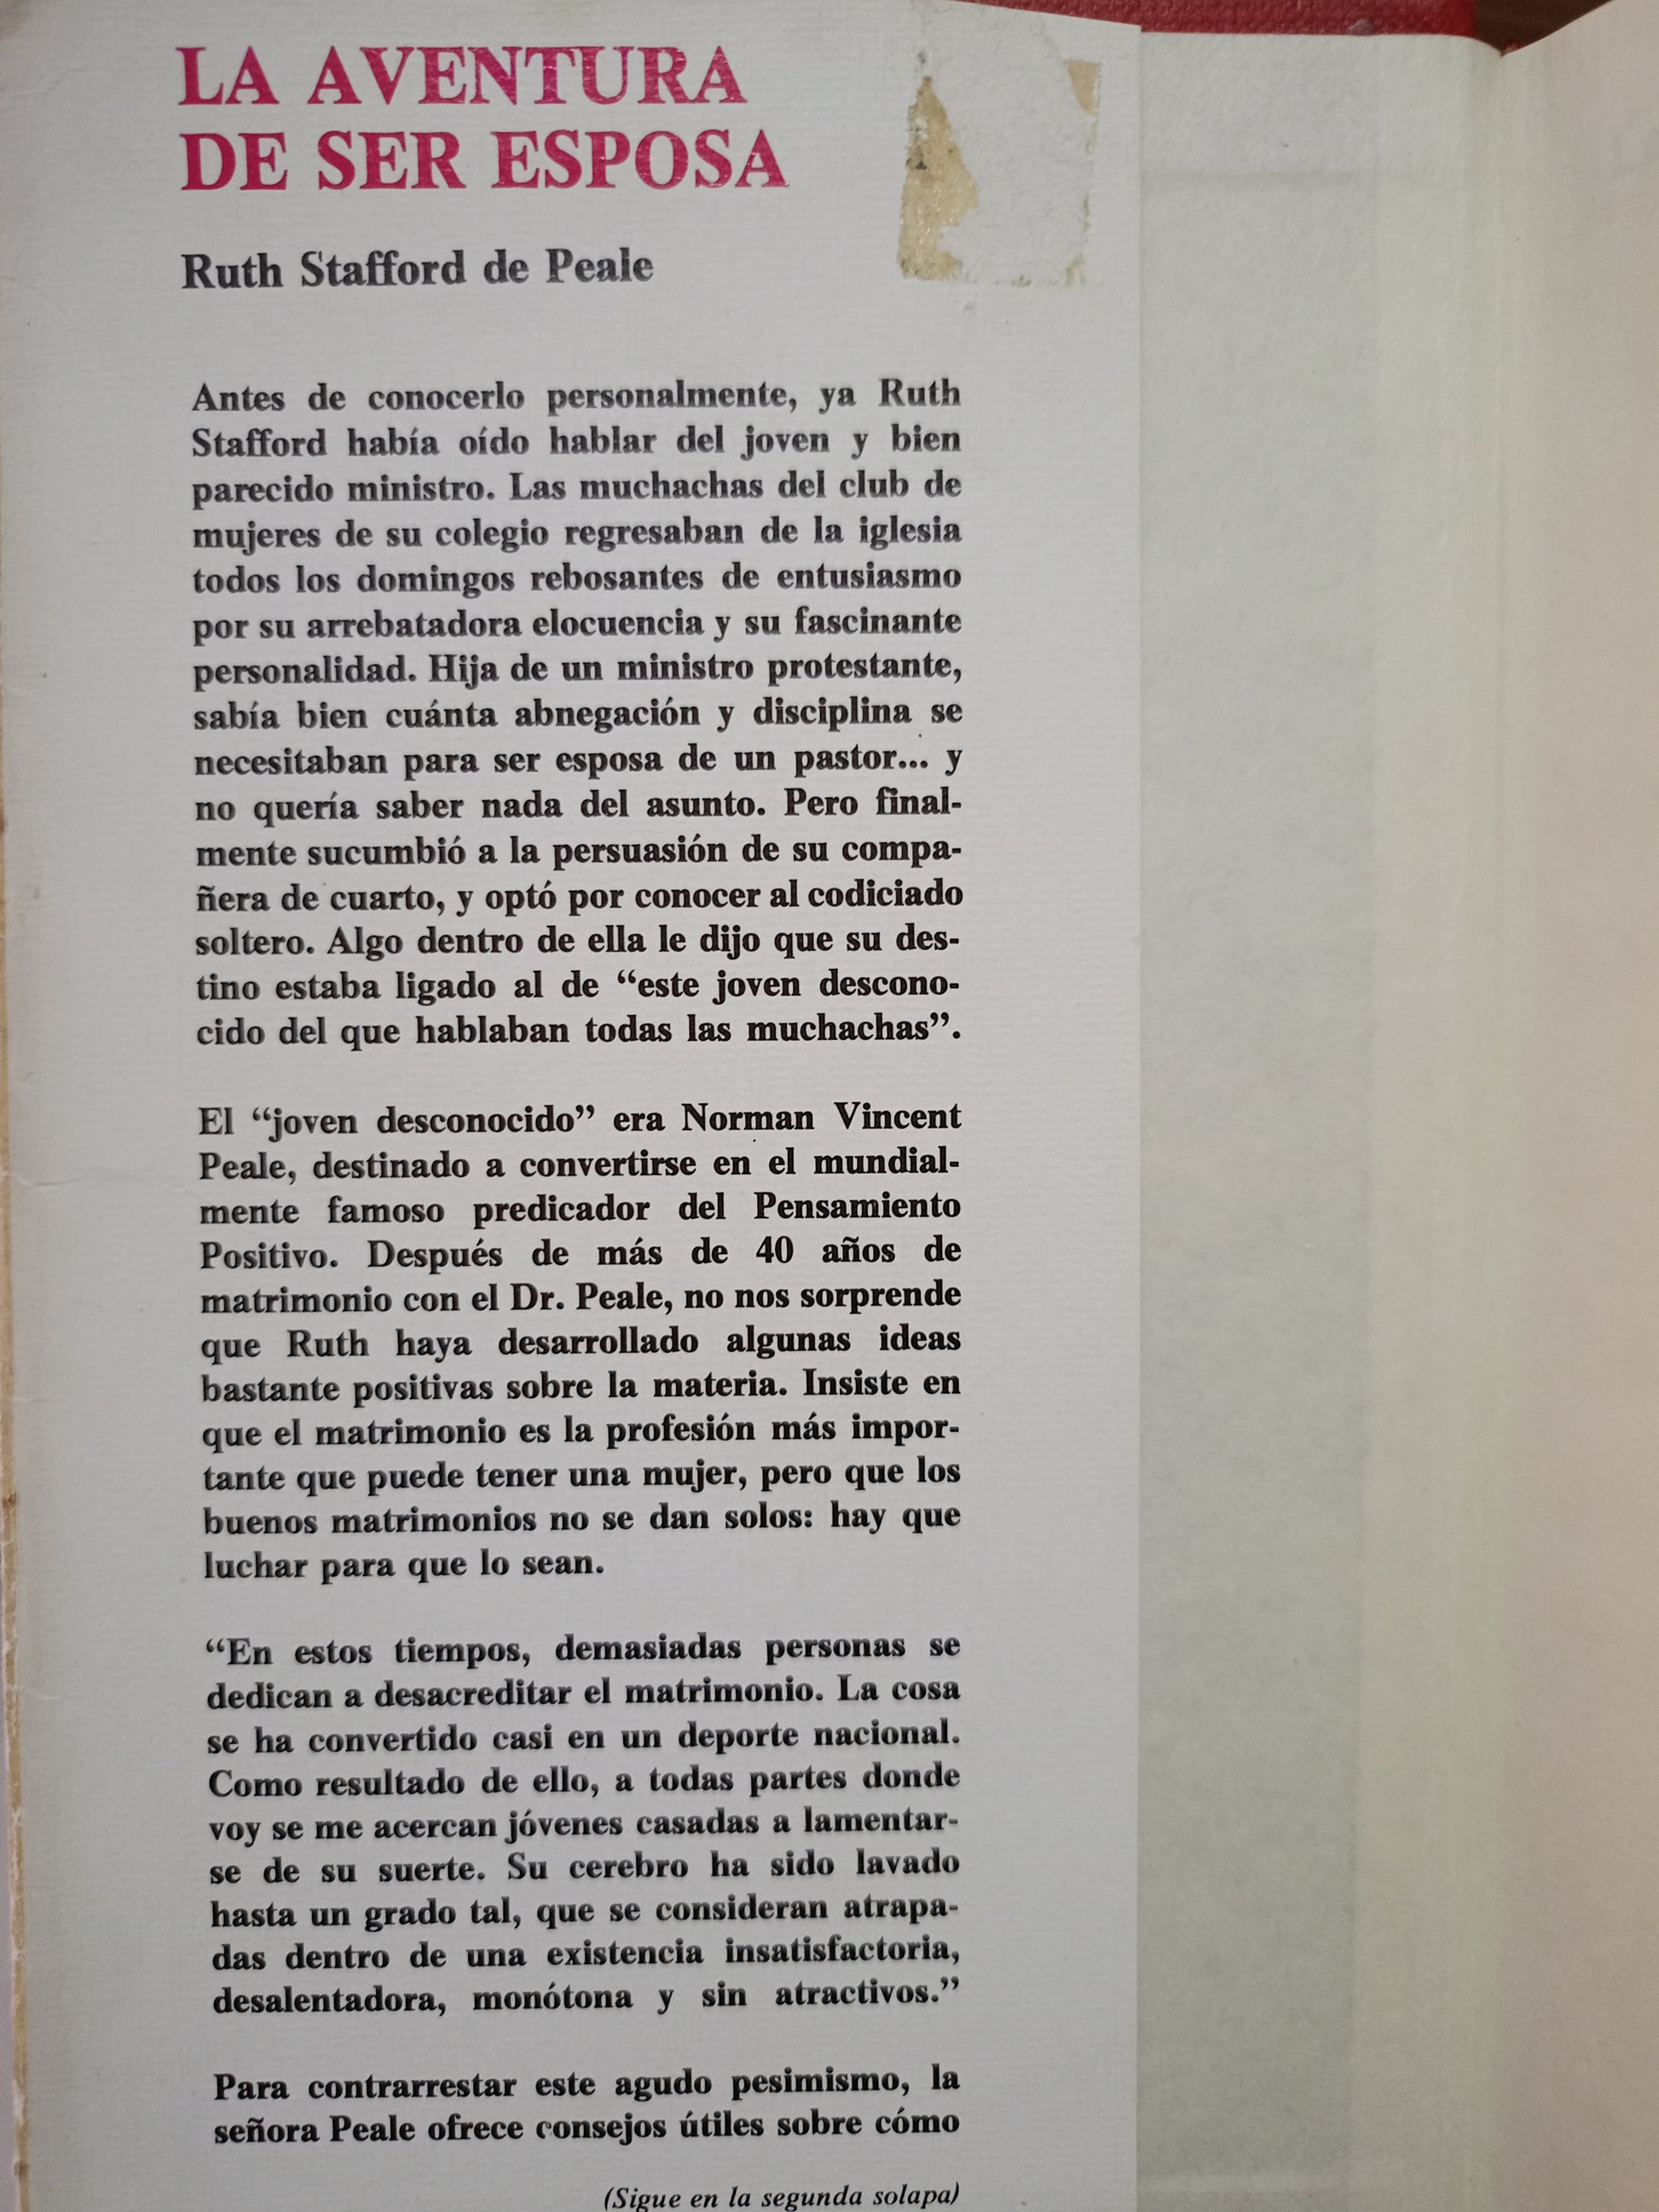 LA AVENTURA
DE SER ESPOSA
Ruth Stafford de Peale
Antes de conocerlo personalmente, ya Ruth
Stafford había oído hablar del joven y bien
parecido ministro. Las muchachas del club de
mujeres de su colegio regresaban de la iglesia
todos los domingos rebosantes de entusiasmo
por su arrebatadora elocuencia y su fascinante
personalidad. Hija de un ministro protestante,
sabía bien cuánta abnegación y disciplina se
necesitaban para ser esposa de un pastor... y
no quería saber nada del asunto. Pero final-
mente sucumbió a la persuasión de su compa-
ñera de cuarto, y optó por conocer al codiciado
soltero. Algo dentro de ella le dijo que su des-
tino estaba ligado al de “este joven descono-
cido del que hablaban todas las muchachas”.
El “joven desconocido” era Norman Vincent
Peale, destinado a convertirse en el mundial-
mente famoso predicador del Pensamiento
Positivo. Después de más de 40 años de
matrimonio con el Dr. Peale, no nos sorprende
que Ruth haya desarrollado algunas ideas
bastante positivas sobre la materia. Insiste en
que el matrimonio es la profesión más impor-
tante que puede tener una mujer, pero que los
buenos matrimonios no se dan solos: hay que
luchar para que lo sean.
“En estos tiempos, demasiadas personas se
dedican a desacreditar el matrimonio. La cosa
se ha convertido casi en un deporte nacional.
Como resultado de ello, a todas partes donde
voy se me acercan jóvenes casadas a lamentar-
se de su suerte. Su cerebro ha sido lavado
hasta un grado tal, que se consideran atrapa-
das dentro de una existencia insatisfactoria,
desalentadora, monótona y sin atractivos.”
Para contrarrestar este agudo pesimismo, la
señora Peale ofrece consejos útiles sobre cómo
(Sigue en la segunda solapa)